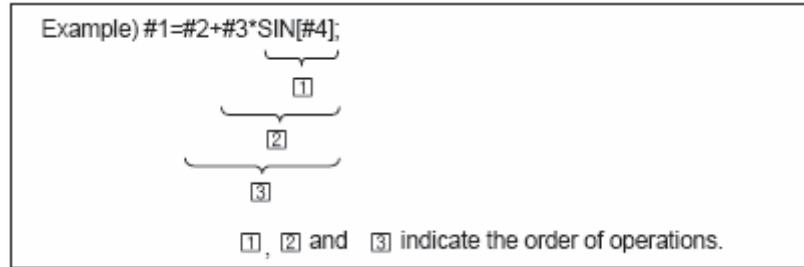 Example) #1=#2+#3*SIN[#4];
1
2
3
1, 2 and 3 indicate the order of operations.